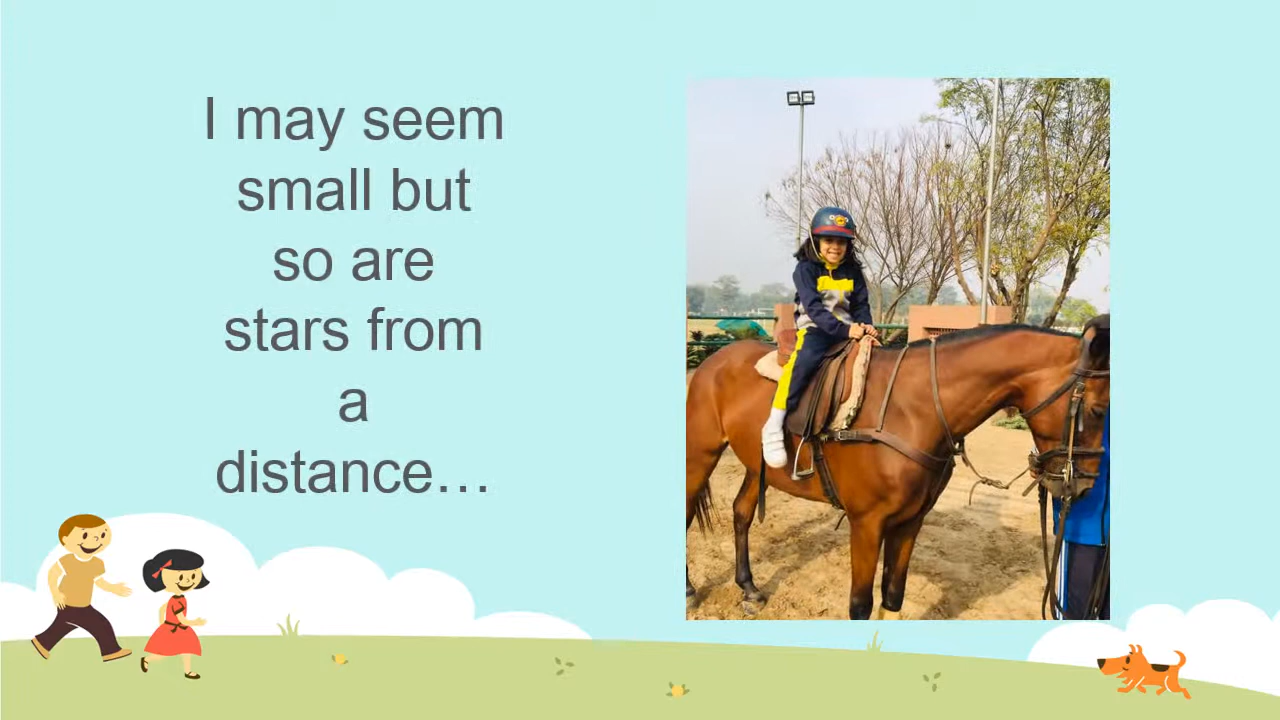 I may seem
small but
so are
stars from
a
distance…